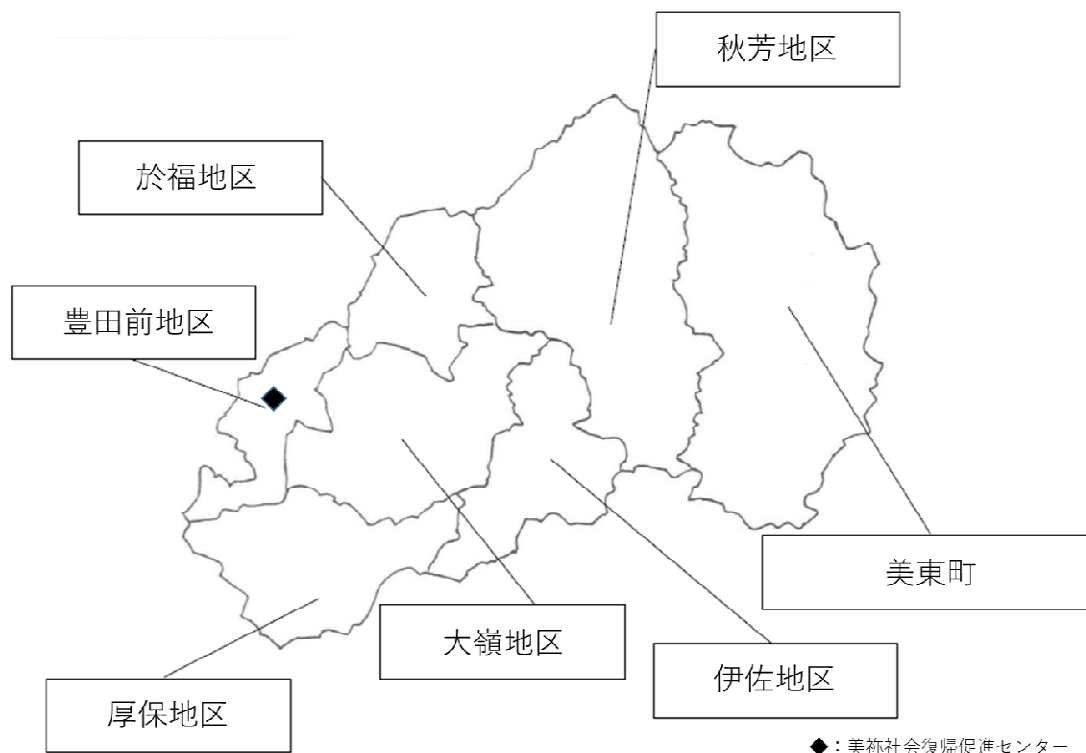 秋芳地区
於福地区
豊田前地区
美東町
大嶺地区
伊佐地区
厚保地区
◆：美祢社会復帰促進センター